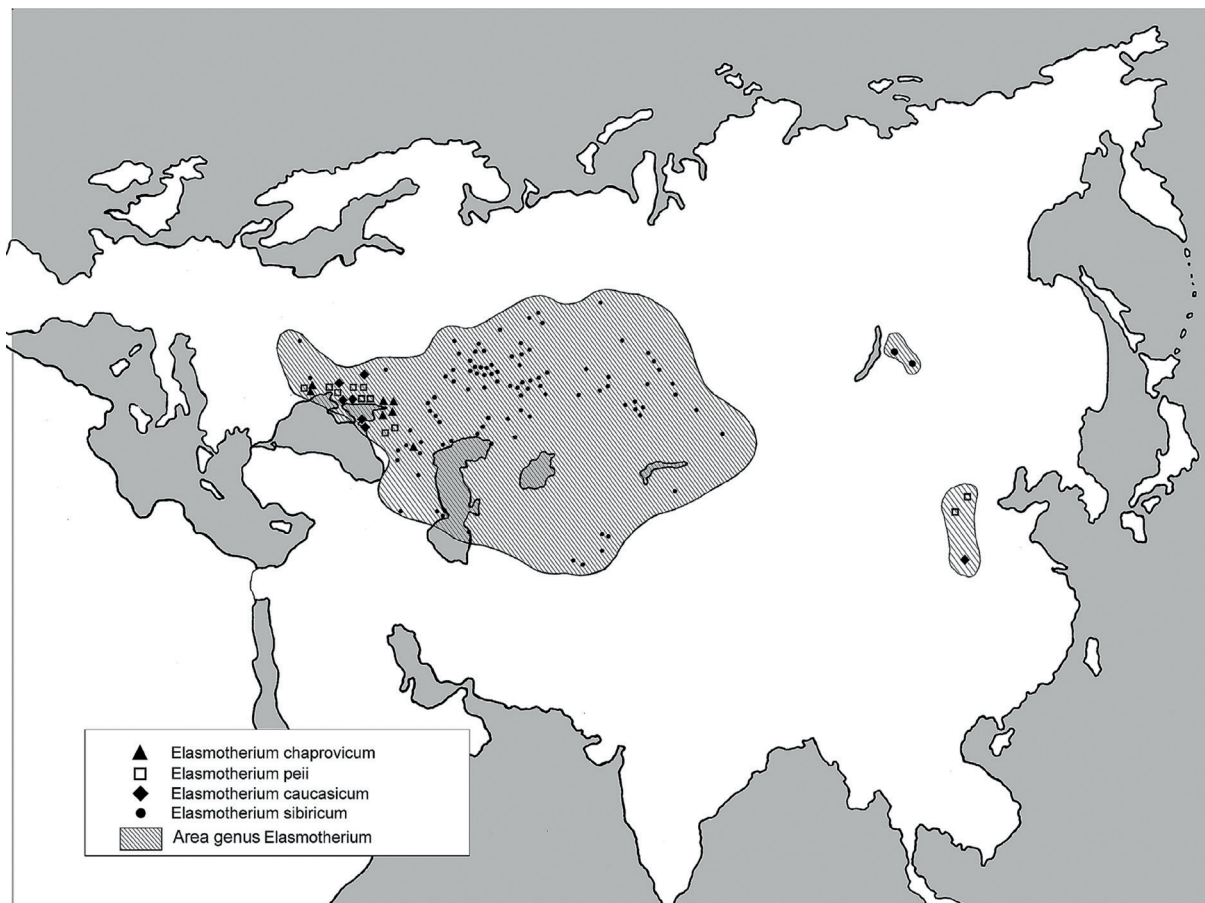 Elasmotherium chaprovicum
Elasmotherium peii
Elasmotherium caucasicum
Elasmotherium sibiricum
Area genus Elasmotherium